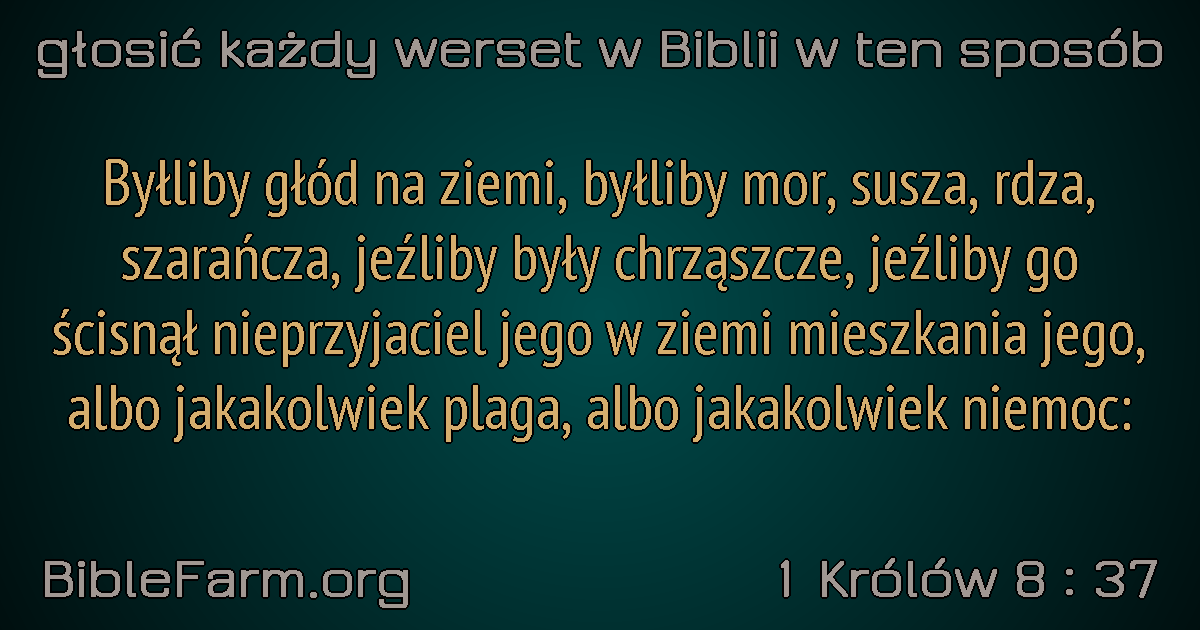 głosić każdy werset w Biblii w ten sposób
Byłliby głód na ziemi, byłliby mor, susza, rdza,
szarańcza, jeźliby były chrząszcze, jeźliby go
ścisnął nieprzyjaciel jego w ziemi mieszkania jego,
albo jakakolwiek plaga, albo jakakolwiek niemoc:
BibleFarm.org
1 Królów 8 : 37